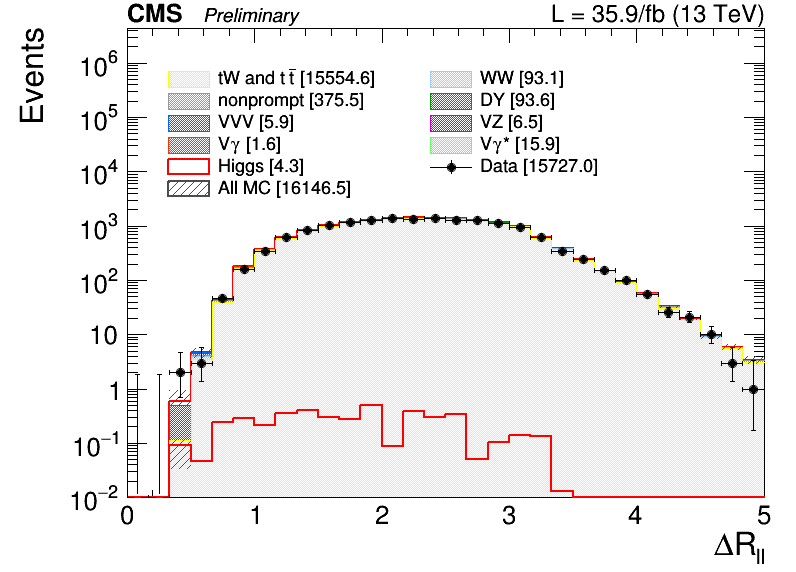 CMS Preliminary L = 35.9/fb (13 TeV)
Events
10⁶
10⁵
10⁴
10³
10²
10
1
10⁻¹
10⁻²
tW and t t̄ [15554.6]
nonprompt [375.5]
VVV [5.9]
Vγ [1.6]
Higgs [4.3]
All MC [16146.5]
WW [93.1]
DY [93.6]
VZ [6.5]
Vγ* [15.9]
Data [15727.0]
0 1 2 3 4 5
ΔR_ll